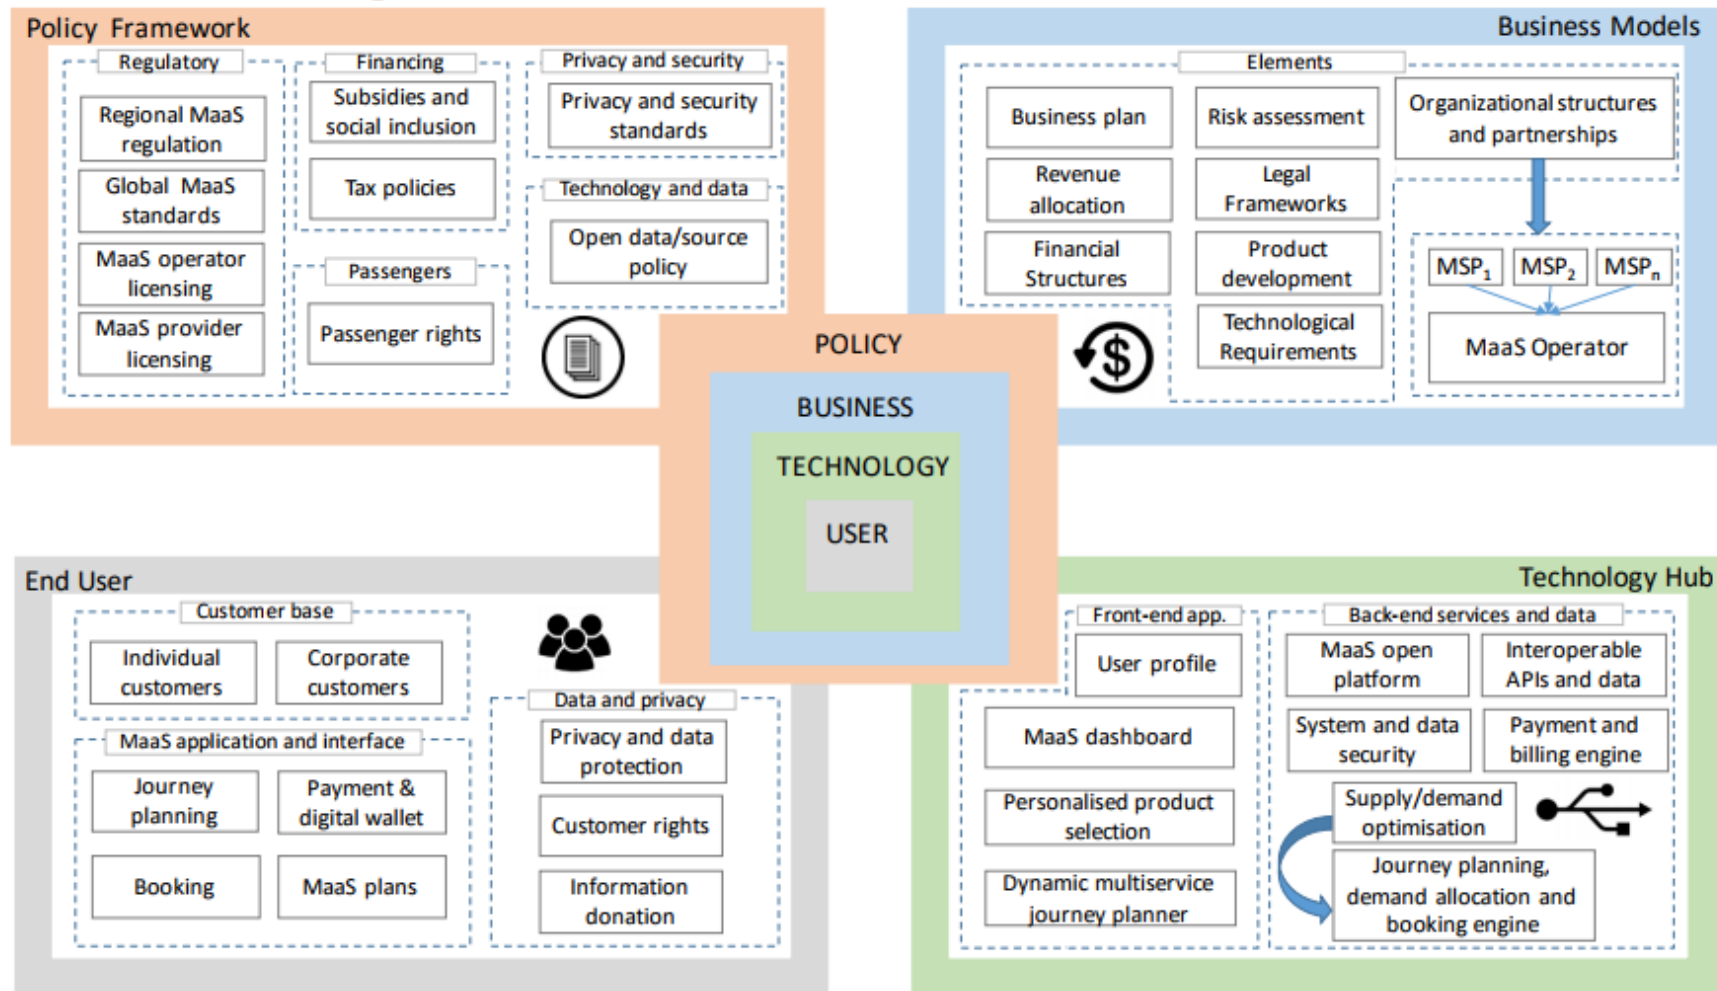 Policy Framework
Regulatory
Regional MaaS
regulation
Global MaaS
standards
MaaS operator
licensing
MaaS provider
licensing
Financing
Subsidies and
social inclusion
Tax policies
Passengers
Passenger rights
Privacy and security
Privacy and security
standards
Technology and data
Open data/source
policy
Business Models
Elements
Business plan
Revenue
allocation
Financial
Structures
Risk assessment
Legal
Frameworks
Product
development
Technological
Requirements
Organizational structures
and partnerships
MSP₁
MSP₂
MSPₙ
MaaS Operator
POLICY
BUSINESS
TECHNOLOGY
USER
End User
Customer base
Individual
customers
Corporate
customers
MaaS application and interface
Journey
planning
Payment &
digital wallet
Booking
MaaS plans
Data and privacy
Privacy and data
protection
Customer rights
Information
donation
Technology Hub
Front-end app.
User profile
MaaS dashboard
Personalised product
selection
Dynamic multiservice
journey planner
Back-end services and data
MaaS open
platform
Interoperable
APIs and data
System and data
security
Payment and
billing engine
Supply/demand
optimisation
$
Journey planning,
demand allocation and
booking engine